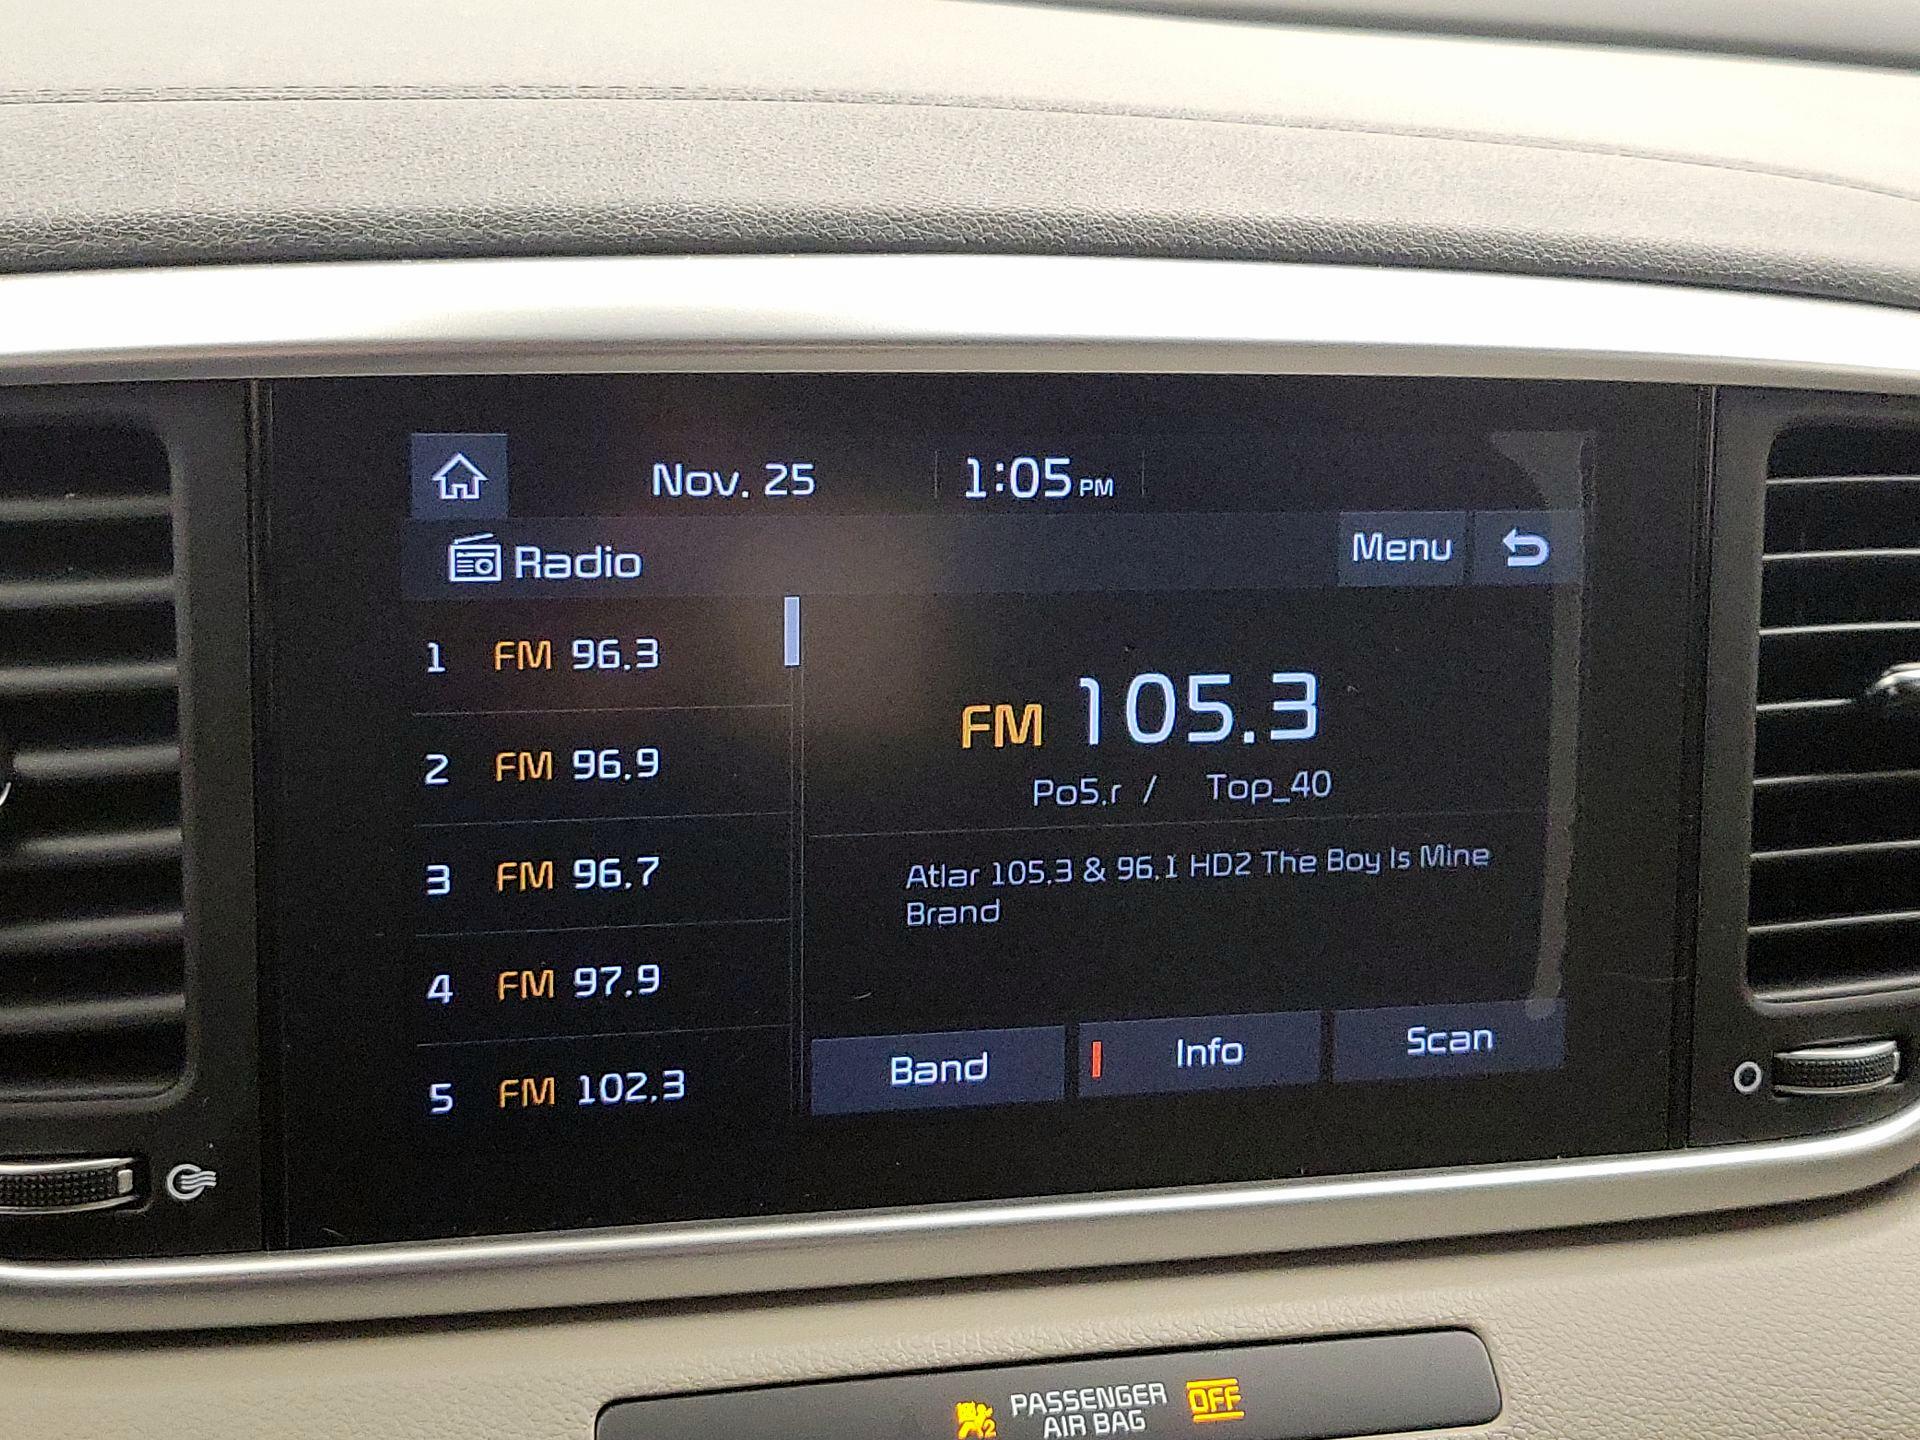 Nov. 25 1:05 PM
Radio Menu
1 FM 96.3
2 FM 96.9
3 FM 96.7
4 FM 97.9
5 FM 102.3
FM 105.3
Po5.r / Top_40
Atlar 105.3 & 96.1 HD2 The Boy Is Mine
Brand
Band Info Scan
2 PASSENGER AIR BAG OFF